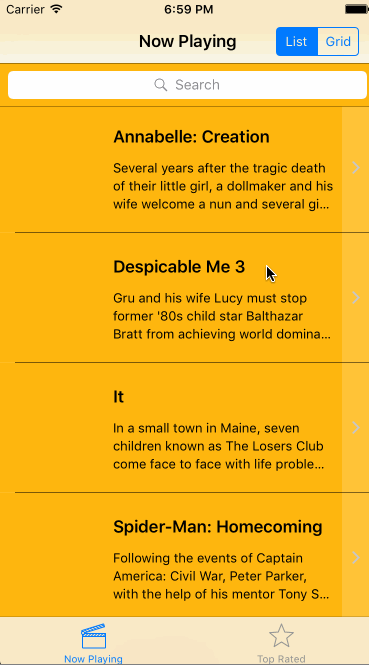 Carrier 6:59 PM
Now Playing List Grid
Search
Annabelle: Creation
Several years after the tragic death
of their little girl, a dollmaker and his
wife welcome a nun and several gi...
Despicable Me 3
Gru and his wife Lucy must stop
former '80s child star Balthazar
Bratt from achieving world domina...
It
In a small town in Maine, seven
children known as The Losers Club
come face to face with life proble...
Spider-Man: Homecoming
Following the events of Captain
America: Civil War, Peter Parker,
with the help of his mentor Tony S...
Now Playing Top Rated